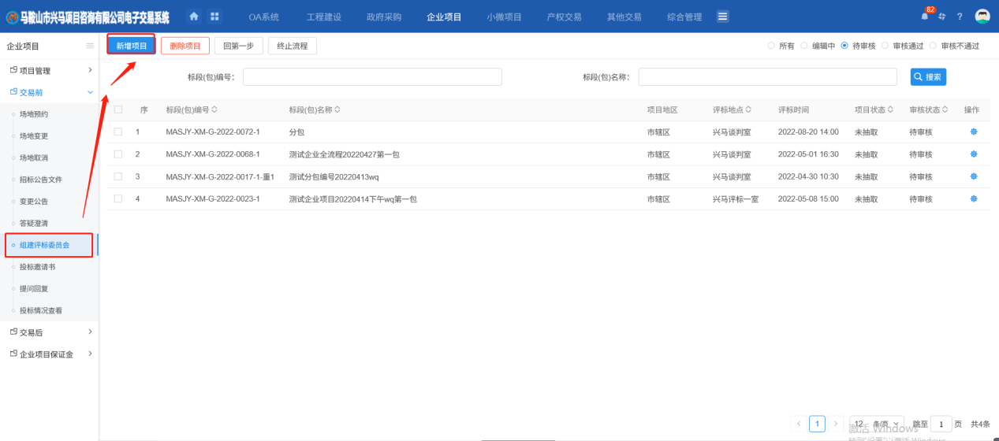 马鞍山市兴马项目咨询有限公司电子交易系统 OA系统 工程建设 政府采购 企业项目 小微项目 产权交易 其他交易 综合管理 82 ?
企业项目 新增项目 删除项目 回第一步 终止流程 所有 编辑中 待审核 审核通过 审核不通过
项目管理
交易前
场地预约
场地变更
场地取消
招标公告文件
变更公告
答疑澄清
组建评标委员会
投标邀请书
提问回复
投标情况查看
交易后
企业项目保证金
标段(包)编号: 标段(包)名称: 搜索
序 标段(包)编号 标段(包)名称 项目地区 评标地点 评标时间 项目状态 审核状态 操作
1 MASJY-XM-G-2022-0072-1 分包 市辖区 兴马谈判室 2022-08-20 14:00 未抽取 待审核
2 MASJY-XM-G-2022-0068-1 测试企业全流程20220427第一包 市辖区 兴马谈判室 2022-05-01 16:30 未抽取 待审核
3 MASJY-XM-G-2022-0017-1-重1 测试分包编号20220413wq 市辖区 兴马谈判室 2022-04-30 10:30 未抽取 待审核
4 MASJY-XM-G-2022-0023-1 测试企业项目20220414下午wq第一包 市辖区 兴马评标一室 2022-05-08 15:00 未抽取 待审核
1 12 条/页 跳至 1 页 共4条
激活 Windows
转到"设置"以激活 Windows